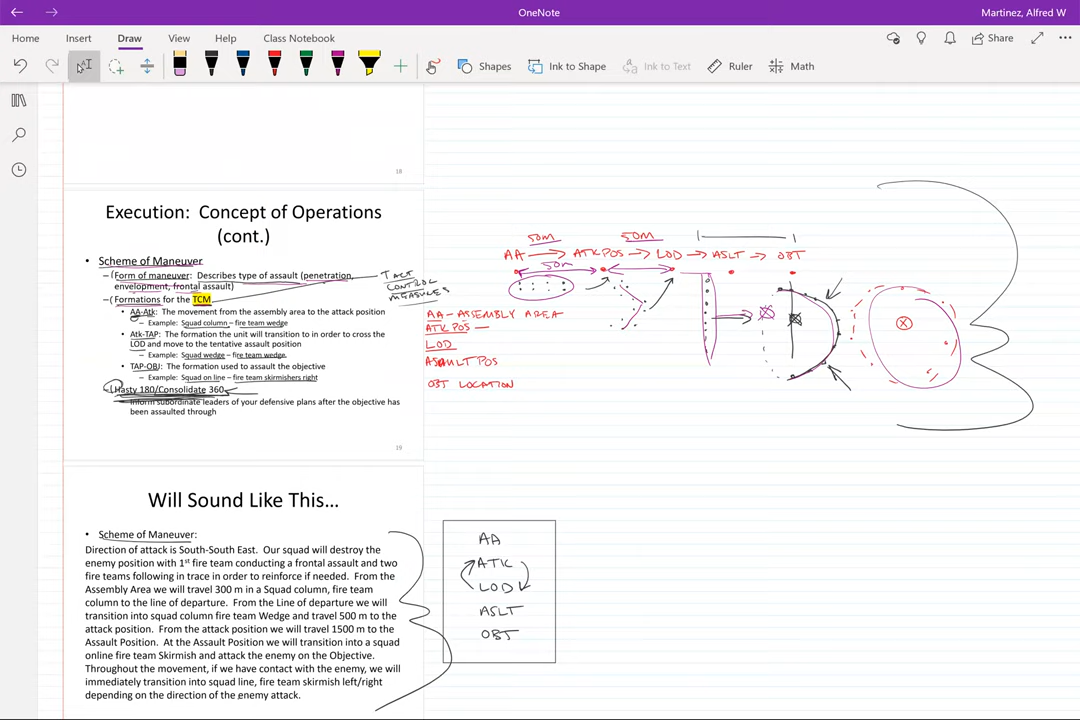 OneNote
Martinez, Alfred W
Home
Insert
Draw
View
Help
Class Notebook
Share
Shapes
Ink to Shape
Ink to Text
Ruler
Math
18
Execution: Concept of Operations
(cont.)
• Scheme of Maneuver
– Form of maneuver: Describes type of assault (penetration,
envelopment, frontal assault)
– Formations for the TCM
• AA-Atk: The movement from the assembly area to the attack
position
– Example: Squad column – fire team wedge
• Atk-TAP: The formation the unit will transition to in order to cross the
LOD and move to the tentative assault position
– Example: Squad wedge – fire team wedge
• TAP-OBJ: The formation used to assault the objective
– Example: Squad on line – fire team skirmishers right
Hasty 180/Consolidate 360
Inform subordinate leaders of your defensive plans after the objective has
been assaulted through
19
TACT
CONTROL
MEASURES
50M
50M
AA → ATK POS → LOD → ASLT → OBT
50m
AA - ASSEMBLY AREA
ATK POS —
LOD
ASSAULT POS
OBT LOCATION
Will Sound Like This…
• Scheme of Maneuver:
Direction of attack is South-South East. Our squad will destroy the
enemy position with 1st fire team conducting a frontal assault and two
fire teams following in trace in order to reinforce if needed. From the
Assembly Area we will travel 300 m in a Squad column, fire team
column to the line of departure. From the Line of departure we will
transition into squad column fire team Wedge and travel 500 m to the
attack position. From the attack position we will travel 1500 m to the
Assault Position. At the Assault Position we will transition into a squad
online fire team Skirmish and attack the enemy on the Objective.
Throughout the movement, if we have contact with the enemy, we will
immediately transition into squad line, fire team skirmish left/right
depending on the direction of the enemy attack.
AA
ATK
LOD
ASLT
OBT